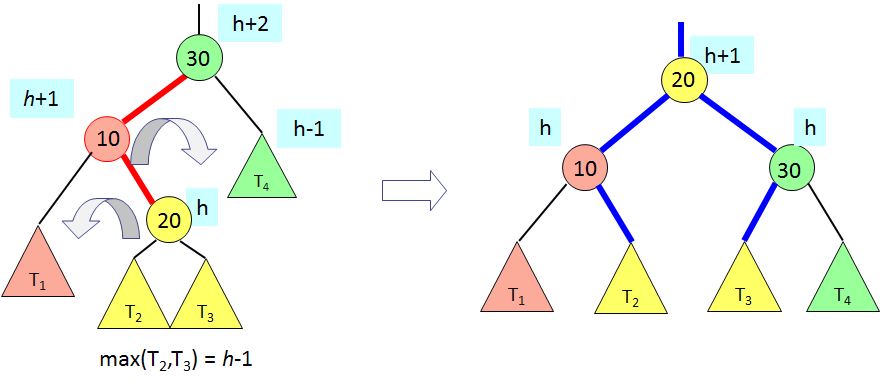 h+2
30
h+1
10
h-1
T4
20
h
T1
T2
T3
max(T2,T3) = h-1
h+1
20
h
h
10
30
T1
T2
T3
T4